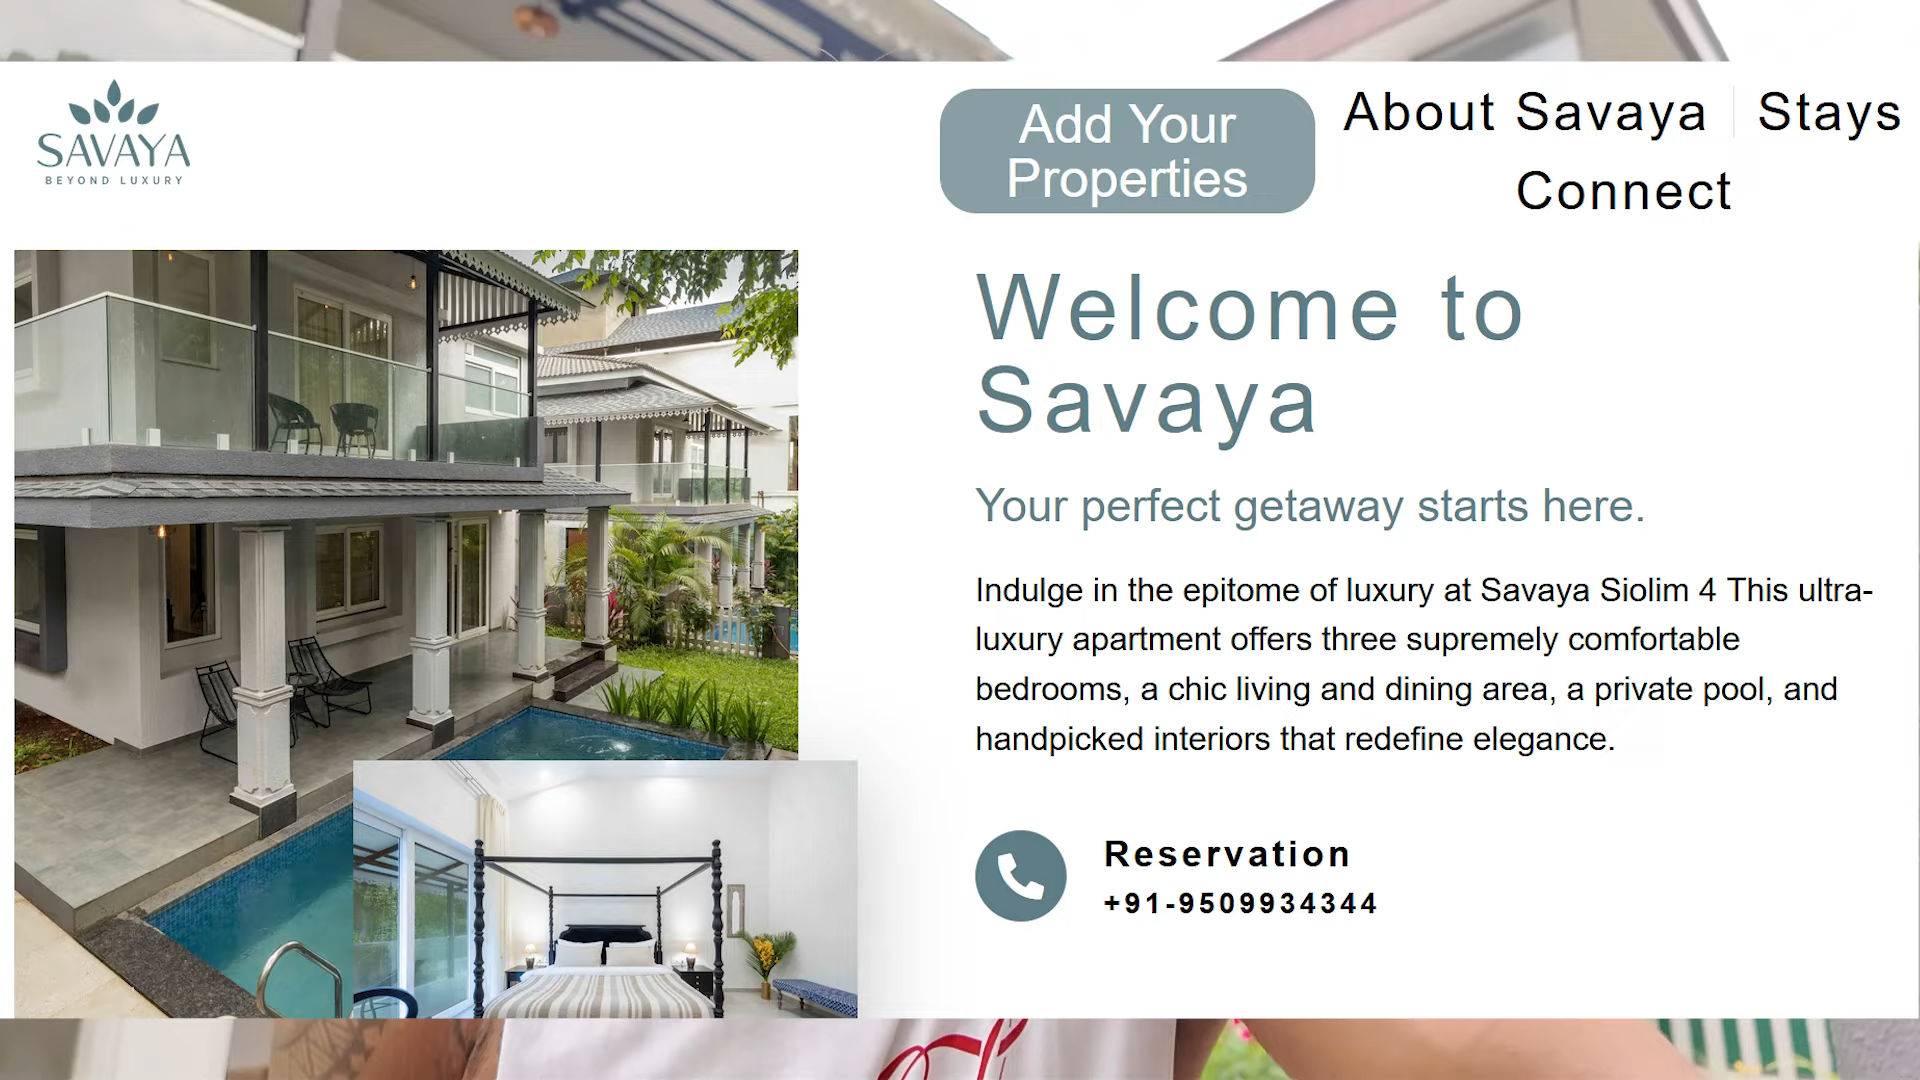 SAVAYA
BEYOND LUXURY
Add Your
Properties
About Savaya
Stays
Connect
Welcome to
Savaya
Your perfect getaway starts here.
Indulge in the epitome of luxury at Savaya Siolim 4 This ultra-
luxury apartment offers three supremely comfortable
bedrooms, a chic living and dining area, a private pool, and
handpicked interiors that redefine elegance.
Reservation
+91-9509934344